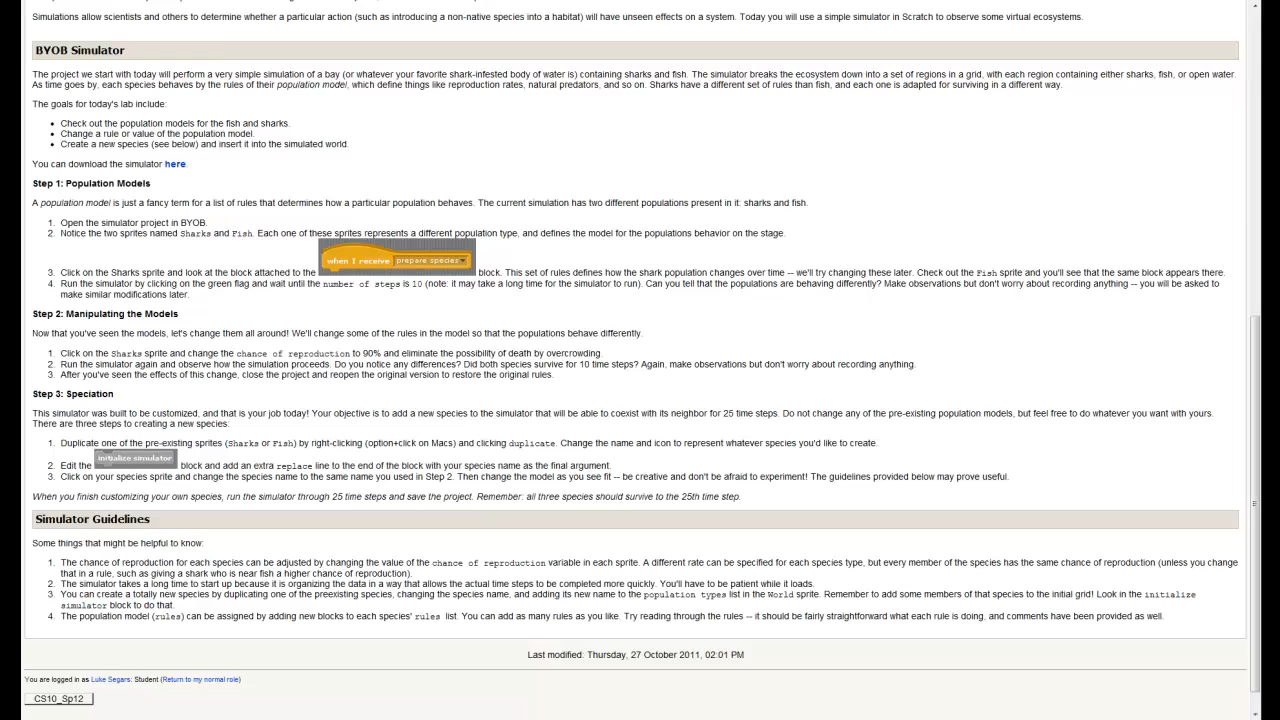 Simulations allow scientists and others to determine whether a particular action (such as introducing a non-native species into a habitat) will have unseen effects on a system. Today you will use a simple simulator in Scratch to observe some virtual ecosystems.
BYOB Simulator
The project we start with today will perform a very simple simulation of a bay (or whatever your favorite shark-infested body of water is) containing sharks and fish. The simulator breaks the ecosystem down into a set of regions in a grid, with each region containing either sharks, fish, or open water.
As time goes by, each species behaves by the rules of their population model, which define things like reproduction rates, natural predators, and so on. Sharks have a different set of rules than fish, and each one is adapted for surviving in a different way.
The goals for today's lab include:
• Check out the population models for the fish and sharks.
• Change a rule or value of the population model.
• Create a new species (see below) and insert it into the simulated world.
You can download the simulator here.
Step 1: Population Models
A population model is just a fancy term for a list of rules that determines how a particular population behaves. The current simulation has two different populations present in it: sharks and fish.
1. Open the simulator project in BYOB.
2. Notice the two sprites named Sharks and Fish. Each one of these sprites represents a different population type, and defines the model for the populations behavior on the stage.
3. Click on the Sharks sprite and look at the block attached to the when I receive prepare species block. This set of rules defines how the shark population changes over time -- we'll try changing these later. Check out the Fish sprite and you'll see that the same block appears there.
4. Run the simulator by clicking on the green flag and wait until the number of steps is 10 (note: it may take a long time for the simulator to run). Can you tell that the populations are behaving differently? Make observations but don't worry about recording anything -- you will be asked to
make similar modifications later.
Step 2: Manipulating the Models
Now that you've seen the models, let's change them all around! We'll change some of the rules in the model so that the populations behave differently.
1. Click on the Sharks sprite and change the chance of reproduction to 90% and eliminate the possibility of death by overcrowding.
2. Run the simulator again and observe how the simulation proceeds. Do you notice any differences? Did both species survive for 10 time steps? Again, make observations but don't worry about recording anything.
3. After you've seen the effects of this change, close the project and reopen the original version to restore the original rules.
Step 3: Speciation
This simulator was built to be customized, and that is your job today! Your objective is to add a new species to the simulator that will be able to coexist with its neighbor for 25 time steps. Do not change any of the pre-existing population models, but feel free to do whatever you want with yours.
There are three steps to creating a new species:
1. Duplicate one of the pre-existing sprites (Sharks or Fish) by right-clicking (option+click on Macs) and clicking duplicate. Change the name and icon to represent whatever species you'd like to create.
2. Edit the initialize simulator block and add an extra replace line to the end of the block with your species name as the final argument.
3. Click on your species sprite and change the species name to the same name you used in Step 2. Then change the model as you see fit -- be creative and don't be afraid to experiment! The guidelines provided below may prove useful.
When you finish customizing your own species, run the simulator through 25 time steps and save the project. Remember: all three species should survive to the 25th time step.
Simulator Guidelines
Some things that might be helpful to know:
1. The chance of reproduction for each species can be adjusted by changing the value of the chance of reproduction variable in each sprite. A different rate can be specified for each species type, but every member of the species has the same chance of reproduction (unless you change
that in a rule, such as giving a shark who is near fish a higher chance of reproduction).
2. The simulator takes a long time to start up because it is organizing the data in a way that allows the actual time steps to be completed more quickly. You'll have to be patient while it loads.
3. You can create a totally new species by duplicating one of the preexisting species, changing the species name, and adding its new name to the population types list in the World sprite. Remember to add some members of that species to the initial grid! Look in the initialize
simulator block to do that.
4. The population model (rules) can be assigned by adding new blocks to each species' rules list. You can add as many rules as you like. Try reading through the rules -- it should be fairly straightforward what each rule is doing, and comments have been provided as well.
Last modified: Thursday, 27 October 2011, 02:01 PM
You are logged in as Luke Segars: Student (Return to my normal role)
CS10_Sp12